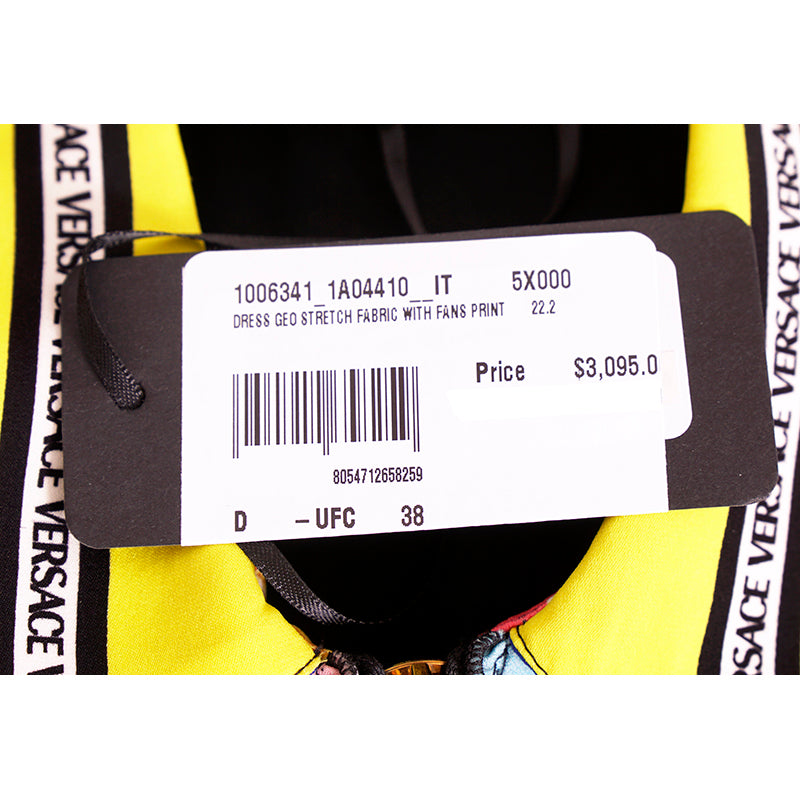 1006341_1A04410__IT 5X000
DRESS GEO STRETCH FABRIC WITH FANS PRINT 22.2
Price $3,095.0
8054712658259
D -UFC 38
ACE VERSACE VERSACE VERSACE V
VERSACE VERSACE VERSACE